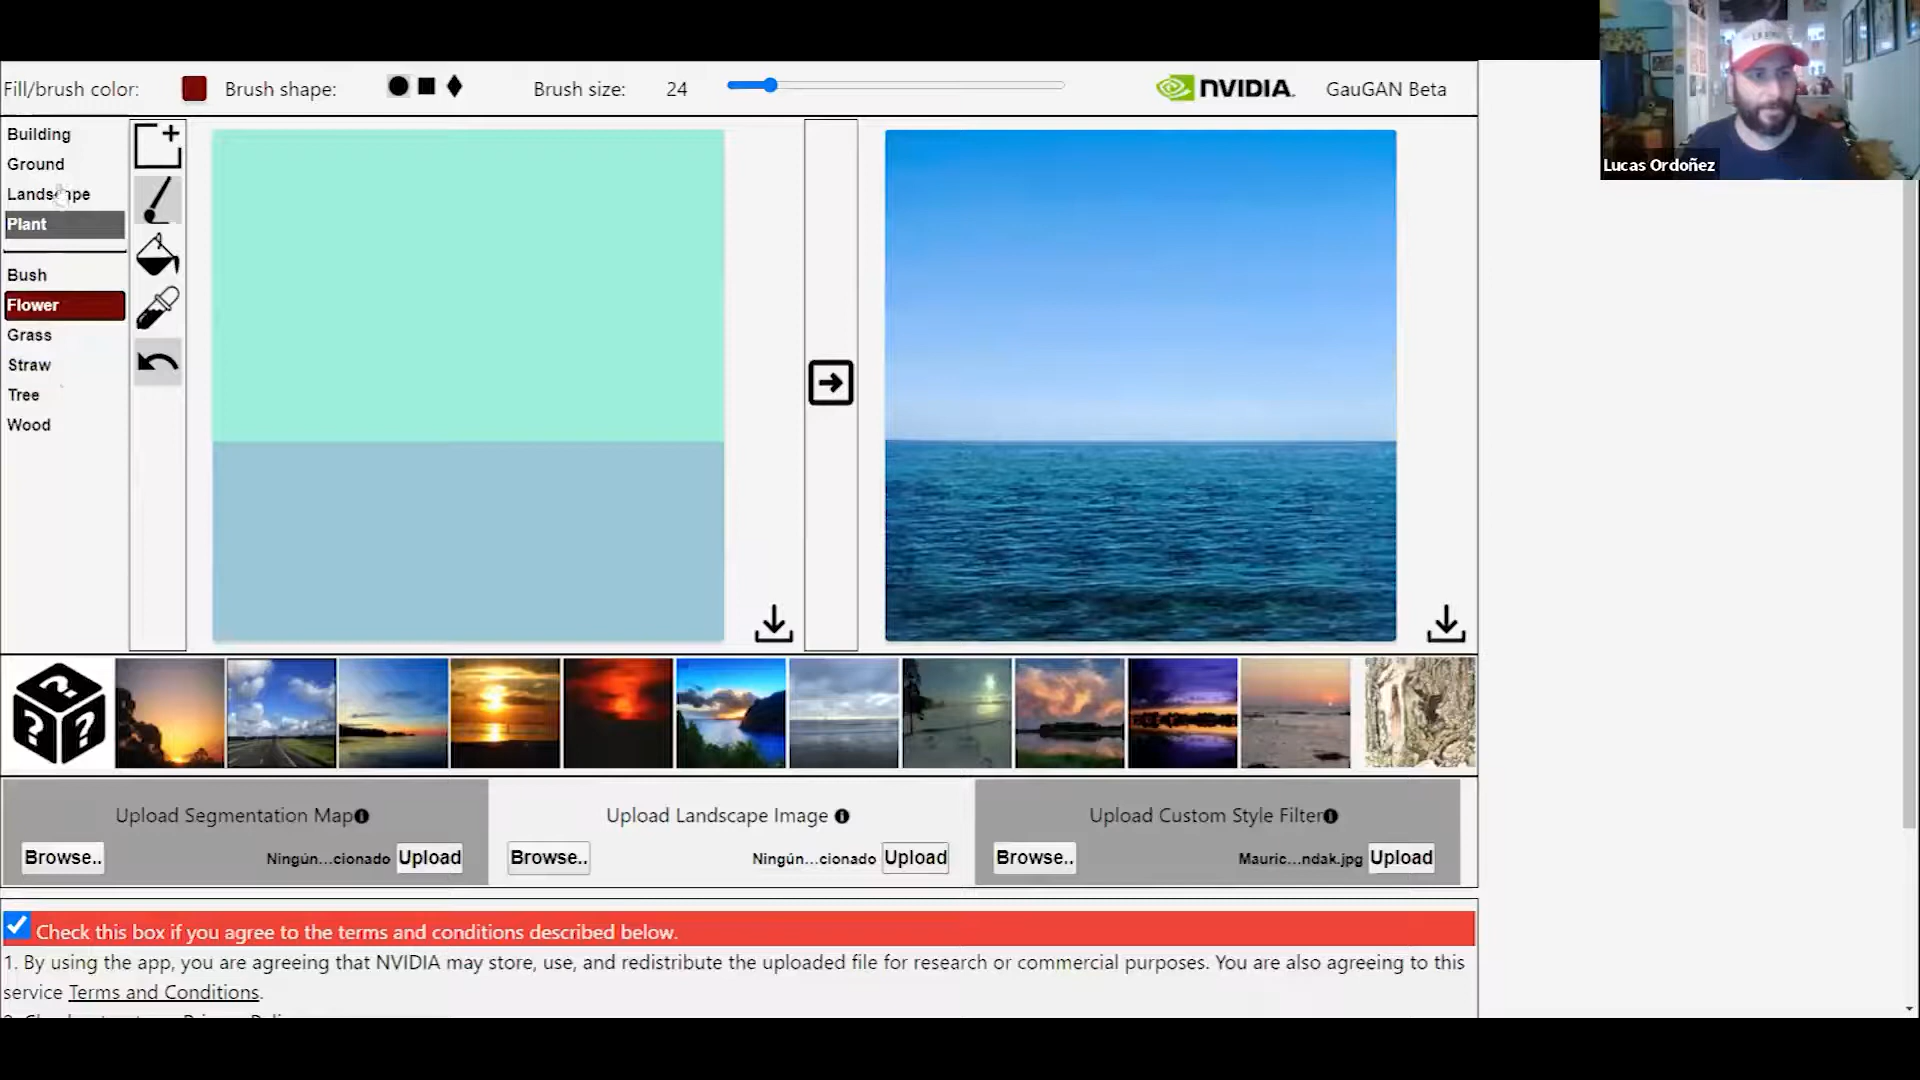 Fill/brush color:
Brush shape:
Brush size:
24
NVIDIA.
GauGAN Beta
Lucas Ordoñez
Building
Ground
Landscape
Plant
Bush
Flower
Grass
Straw
Tree
Wood
Upload Segmentation Map
Browse..
Ningún...cionado
Upload
Upload Landscape Image
Browse..
Ningún...cionado
Upload
Upload Custom Style Filter
Browse..
Mauric...ndak.jpg
Upload
Check this box if you agree to the terms and conditions described below.
1. By using the app, you are agreeing that NVIDIA may store, use, and redistribute the uploaded file for research or commercial purposes. You are also agreeing to this
service Terms and Conditions.